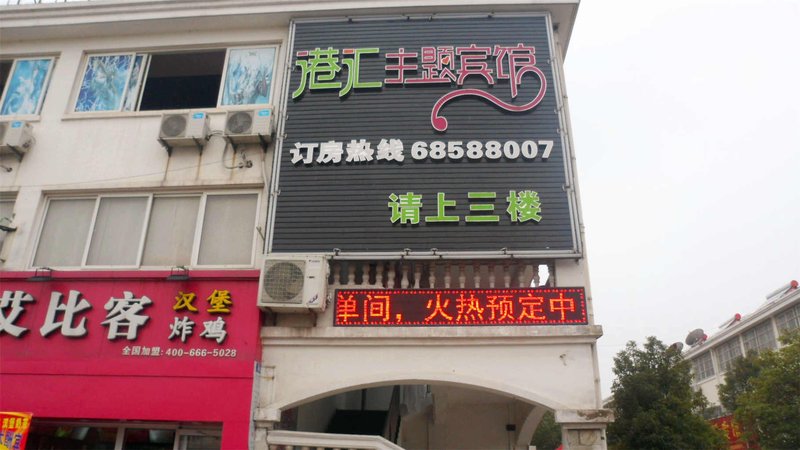 港汇主题宾馆
订房热线 68588007
请上三楼
单间，火热预定中
艾比客
汉堡
炸鸡
全国加盟:400-666-5028